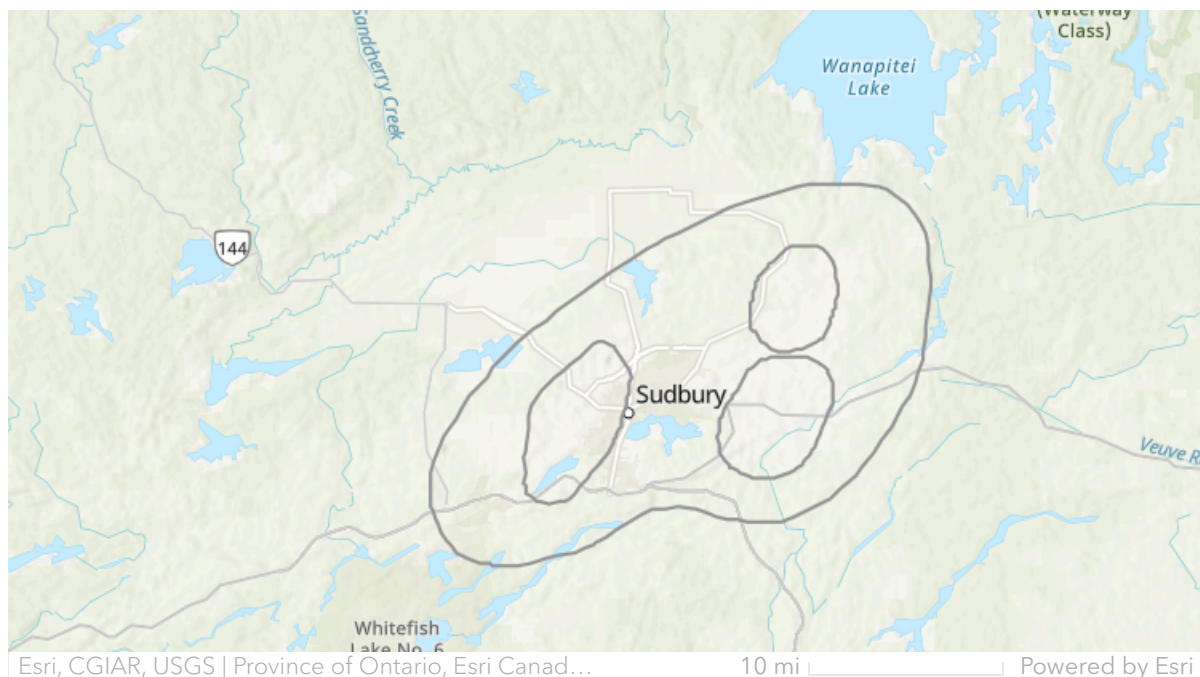 (Waterway
Class)
Sandcherry Creek
Wanapitei
Lake
144
Sudbury
Veuve R
Whitefish
Lake No. 6
Esri, CGIAR, USGS | Province of Ontario, Esri Canad…
10 mi
Powered by Esri